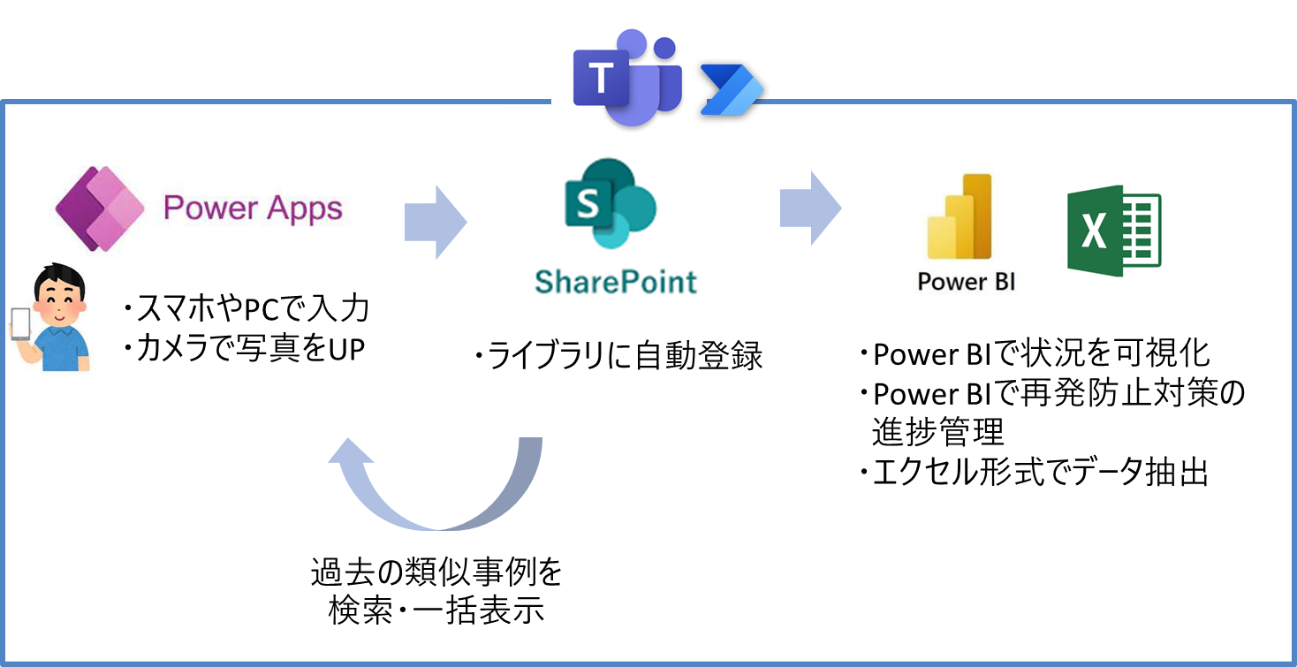 T
Power Apps
・スマホやPCで入力
・カメラで写真をUP
S
SharePoint
・ライブラリに自動登録
過去の類似事例を
検索・一括表示
Power BI
X
・Power BIで状況を可視化
・Power BIで再発防止対策の
進捗管理
・エクセル形式でデータ抽出